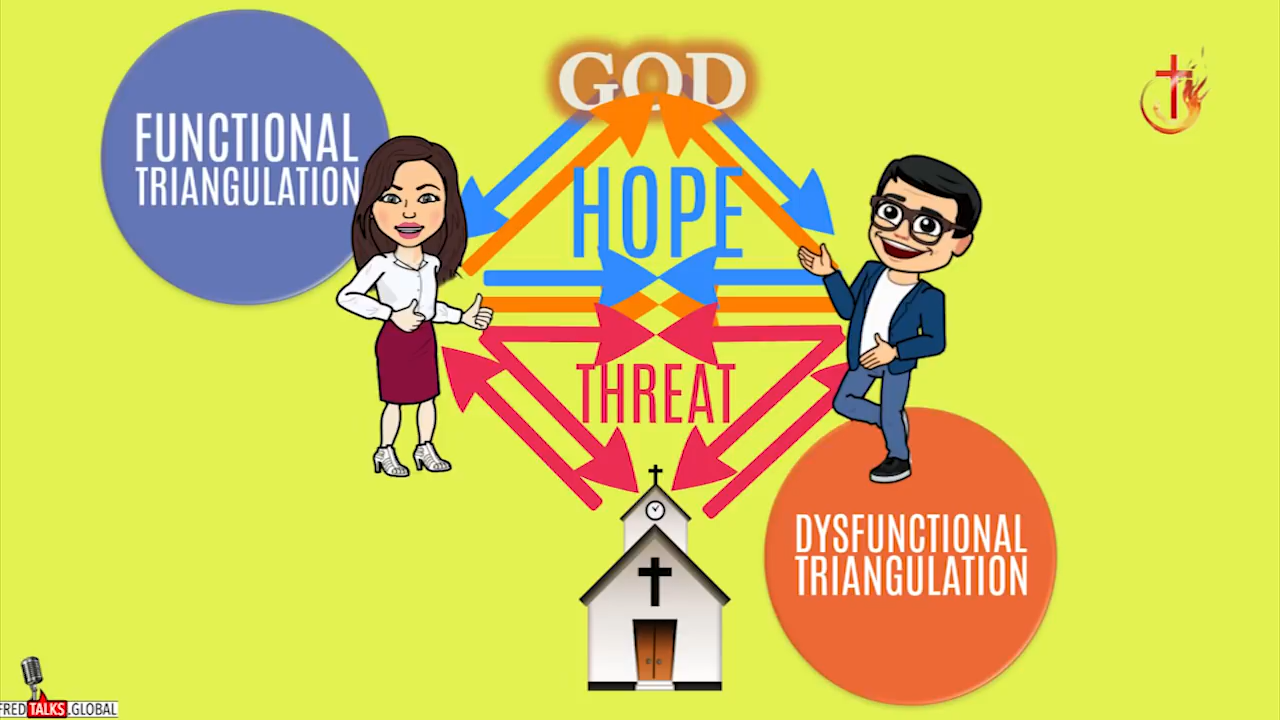 GOD
FUNCTIONAL
TRIANGULATION
HOPE
THREAT
DYSFUNCTIONAL
TRIANGULATION
FREDTALKS.GLOBAL